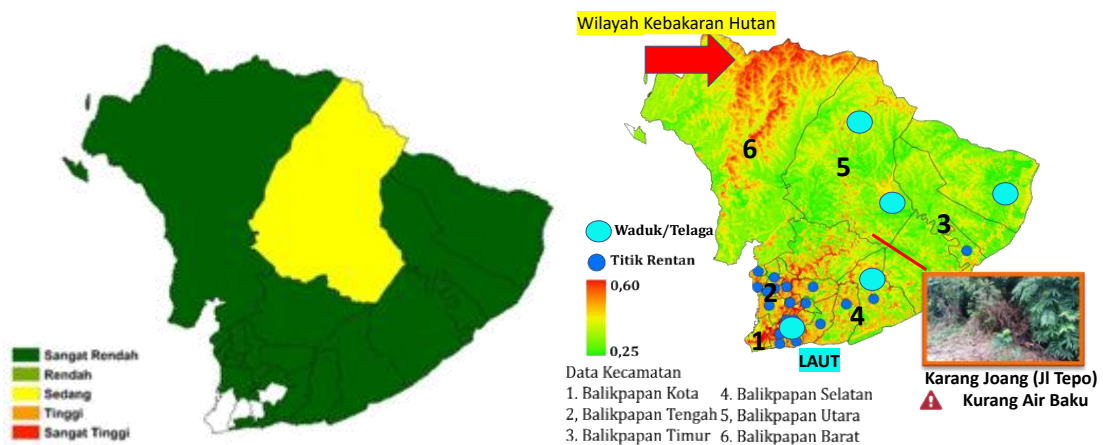 Sangat Rendah
Rendah
Sedang
Tinggi
Sangat Tinggi
Wilayah Kebakaran Hutan
6
5
3
2
4
1
Waduk/Telaga
Titik Rentan
0,60
0,25
LAUT
Karang Joang (Jl Tepo)
Kurang Air Baku
Data Kecamatan
1. Balikpapan Kota 4. Balikpapan Selatan
2, Balikpapan Tengah 5, Balikpapan Utara
3. Balikpapan Timur 6. Balikpapan Barat